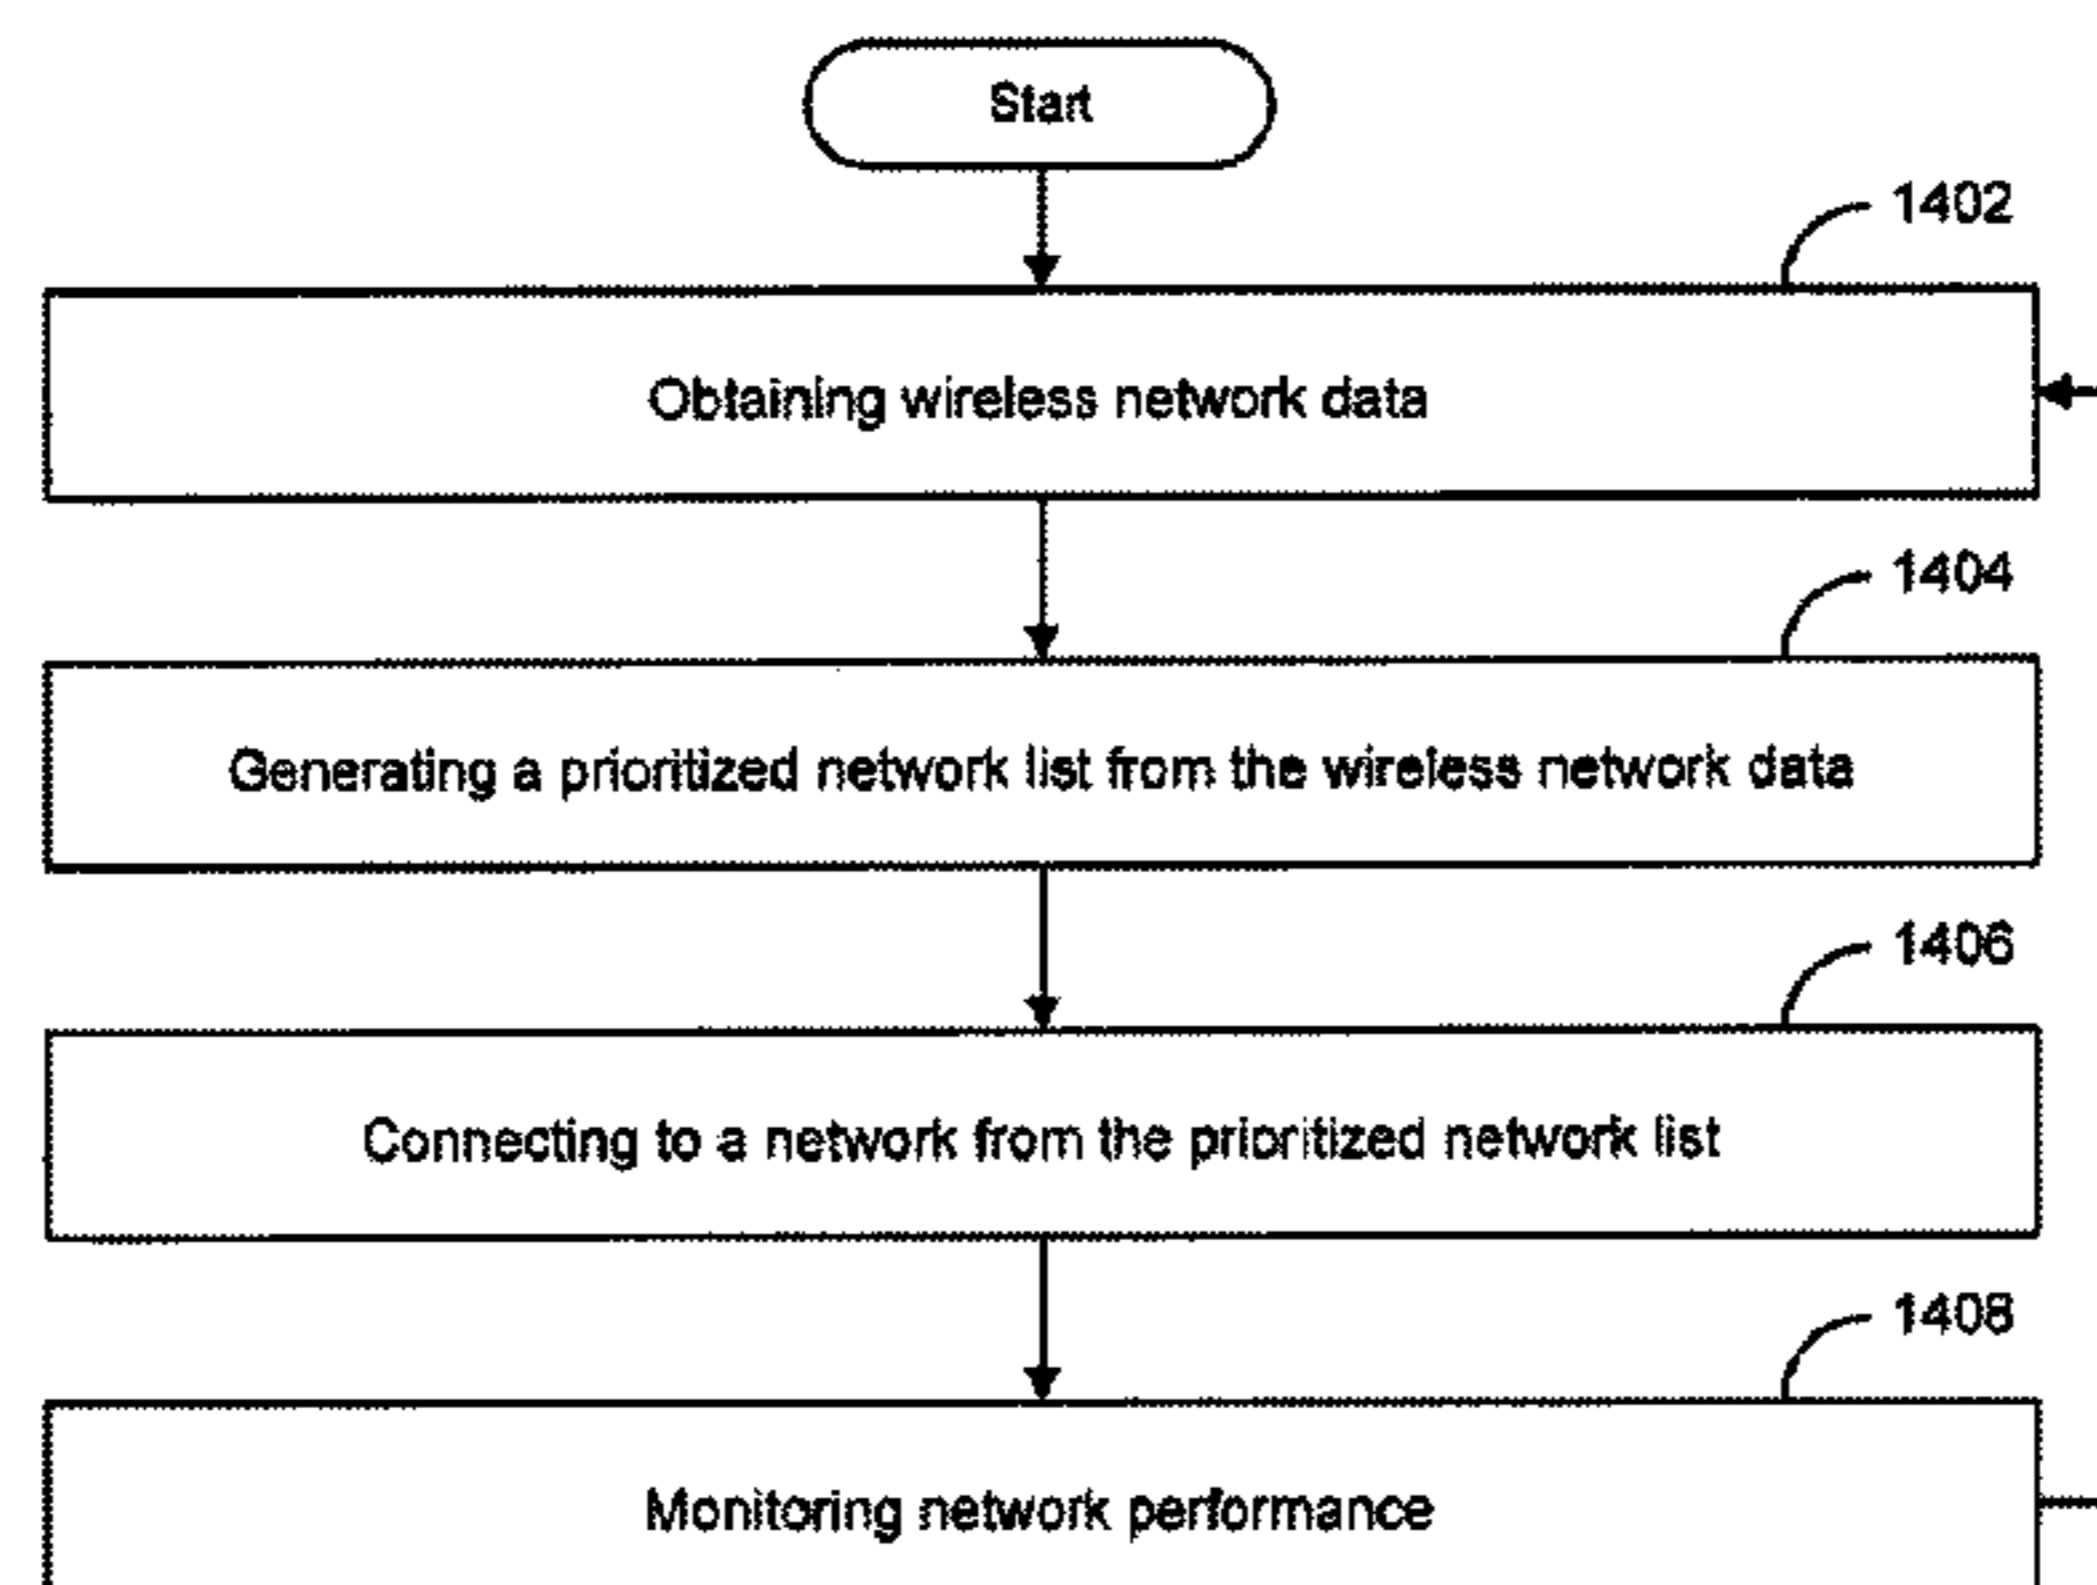 Start
1402
Obtaining wireless network data
1404
Generating a prioritized network list from the wireless network data
1406
Connecting to a network from the prioritized network list
1408
Monitoring network performance